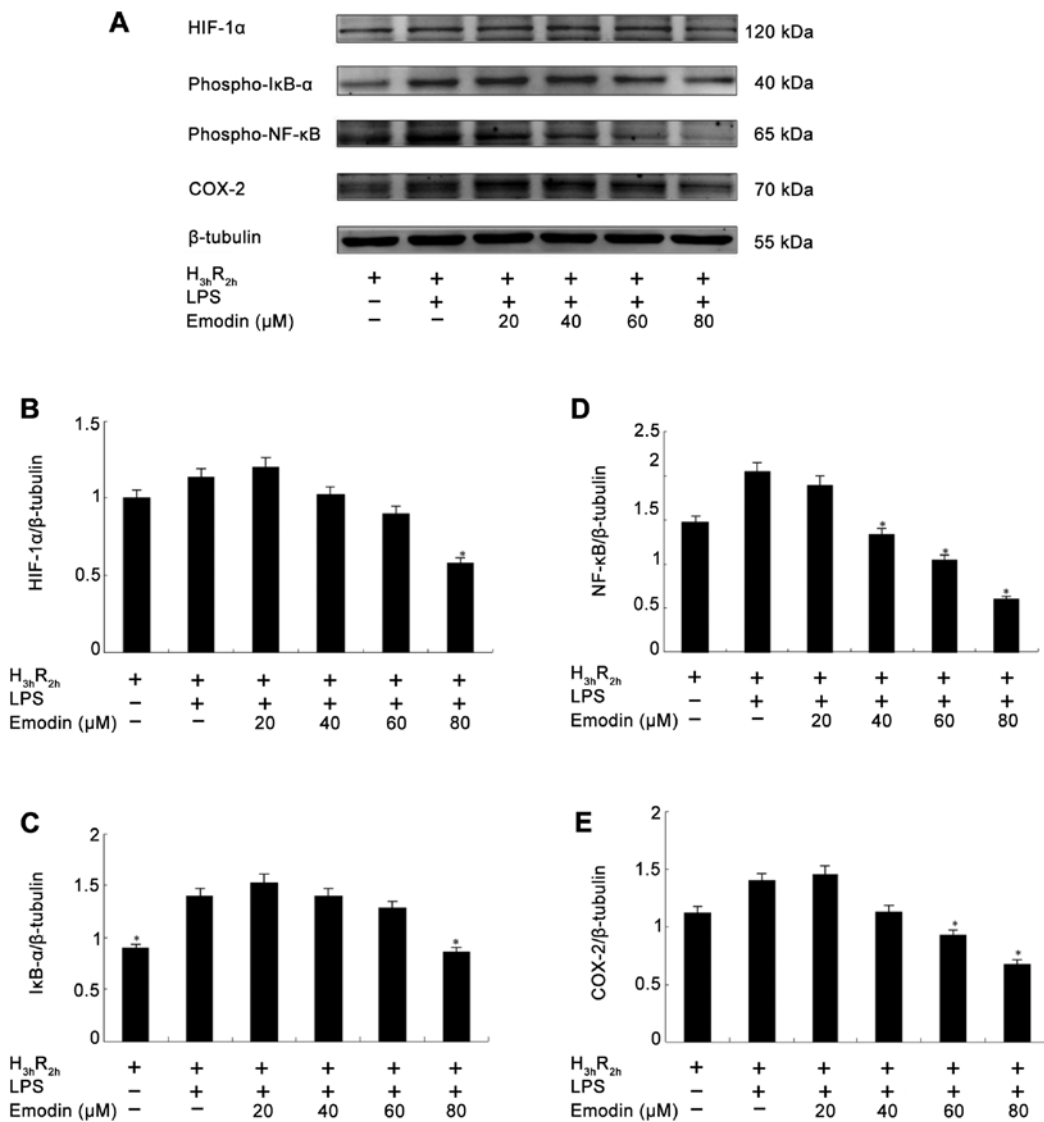 A
HIF-1α 120 kDa
Phospho-IκB-α 40 kDa
Phospho-NF-κB 65 kDa
COX-2 70 kDa
β-tubulin 55 kDa
H3hR2h + + + + + +
LPS − + + + + +
Emodin (μM) − − 20 40 60 80
B
HIF-1α/β-tubulin
1.5
1
0.5
0
*
H3hR2h + + + + + +
LPS − + + + + +
Emodin (μM) − − 20 40 60 80
D
NF-κB/β-tubulin
2.5
2
1.5
1
0.5
0
* * *
H3hR2h + + + + + +
LPS − + + + + +
Emodin (μM) − − 20 40 60 80
C
IκB-α/β-tubulin
2
1.5
1
0.5
0
* *
H3hR2h + + + + + +
LPS − + + + + +
Emodin (μM) − − 20 40 60 80
E
COX-2/β-tubulin
2
1.5
1
0.5
0
* *
H3hR2h + + + + + +
LPS − + + + + +
Emodin (μM) − − 20 40 60 80